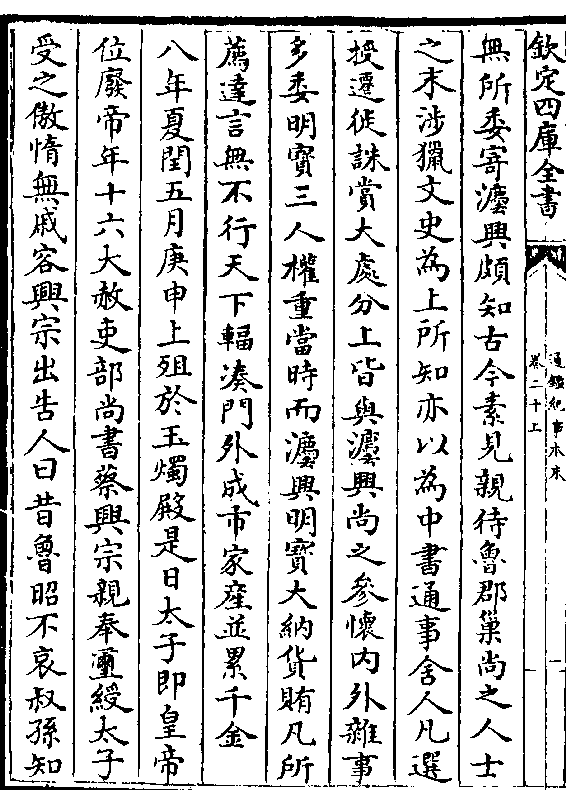 欽定四庫全書
通鑑紀事本末
卷二十上
無所委寄灋興頗知古今素見親待魯郡巢尚之人士
之末涉獵文史為上所知亦以為中書通事舍人凡選
授遷徙誅賞大處分上皆與灋興尚之參懷内外雜事
多委明寳三人權重當時而灋興明寳大納貨賄凡所
薦達言無不行天下輻湊門外成市家産並累千金
八年夏閏五月庚申上殂於玉燭殿是日太子即皇帝
位廢帝年十六大赦吏部尚書蔡興宗親奉璽綬太子
受之傲惰無戚容興宗出告人曰昔魯昭不哀叔孫知